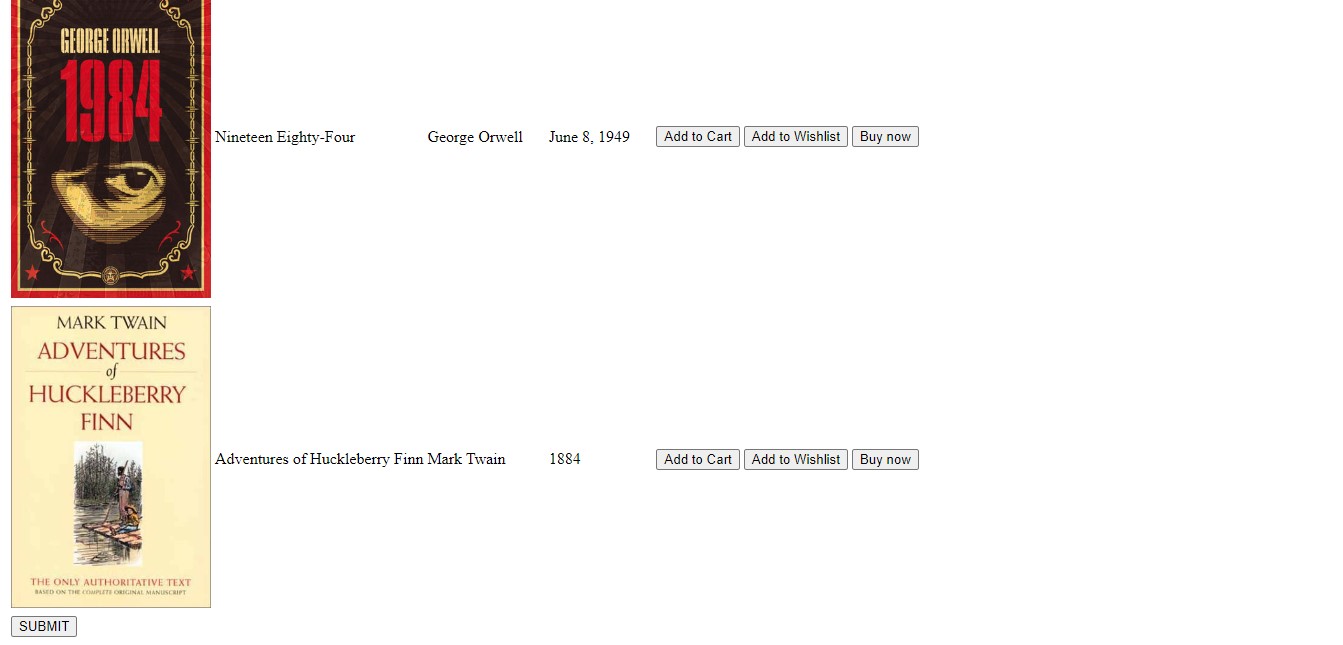 GEORGE ORWELL
1984
Nineteen Eighty-Four George Orwell June 8, 1949 Add to Cart Add to Wishlist Buy now
MARK TWAIN
ADVENTURES
of
HUCKLEBERRY
FINN
Adventures of Huckleberry Finn Mark Twain 1884 Add to Cart Add to Wishlist Buy now
THE ONLY AUTHORITATIVE TEXT
BASED ON THE COMPLETE ORIGINAL MANUSCRIPT
SUBMIT